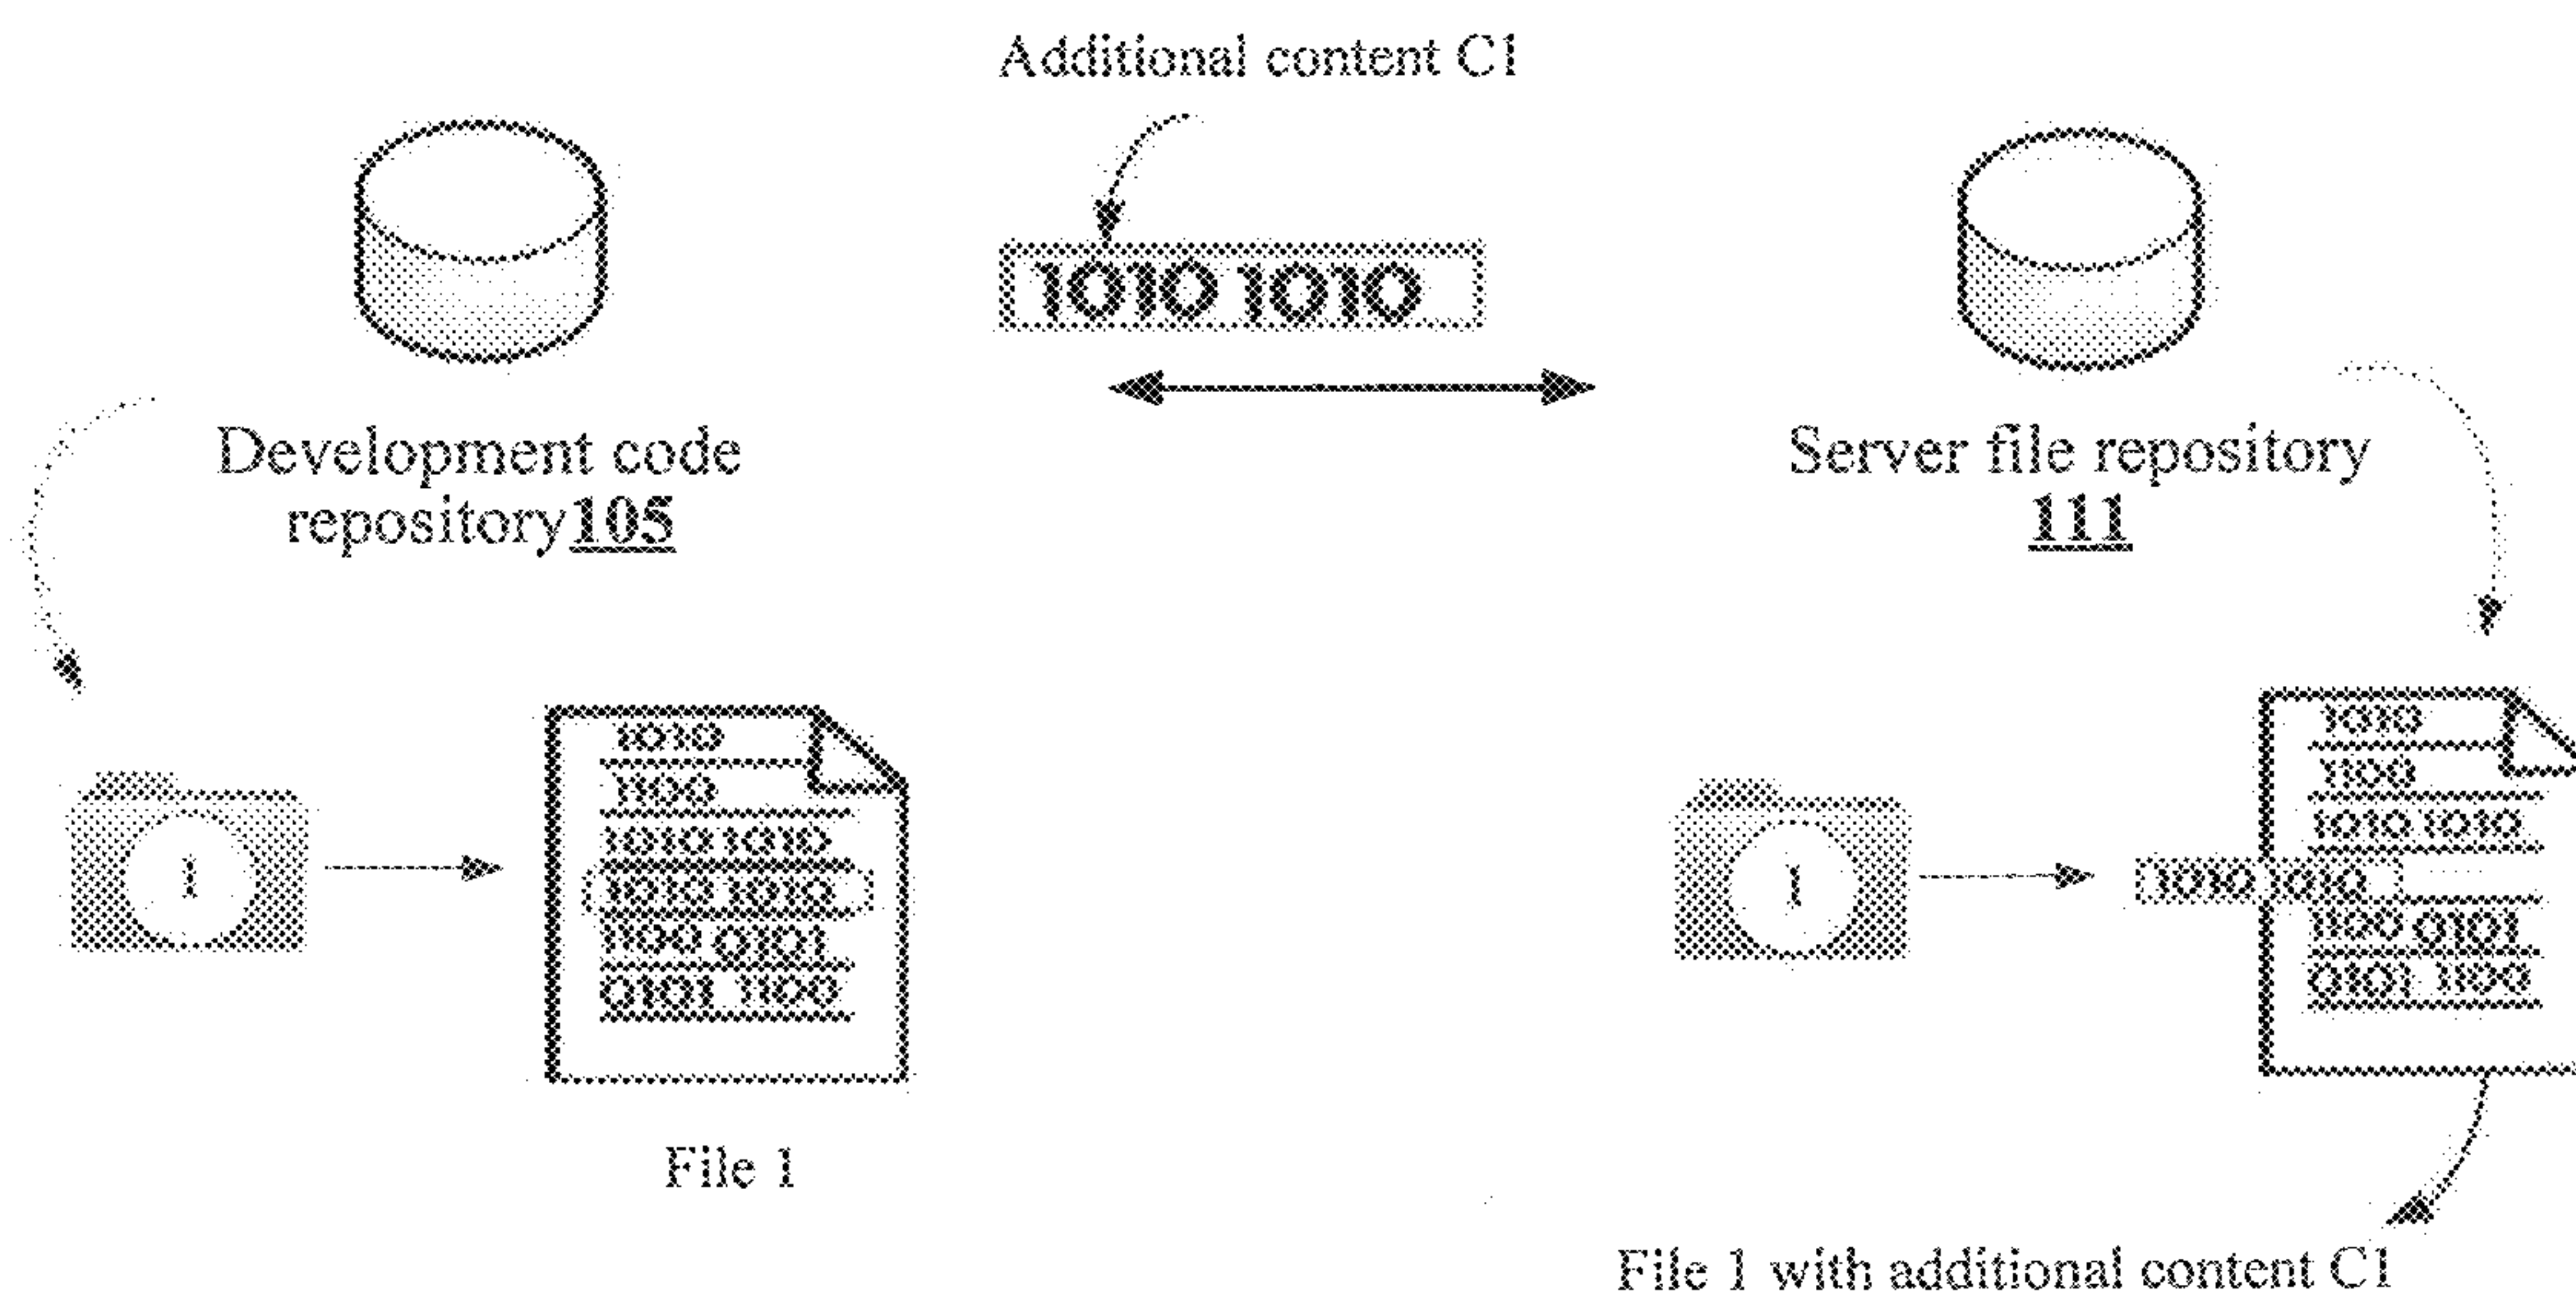 Additional content C1
1010 1010
Development code
repository105
Server file repository
111
1
1010
1100
1010 1010
1010 1010
1100 0101
0101 1100
File 1
1
1010
1100
1010 1010
1010 1010
1100 0101
0101 1100
File 1 with additional content C1